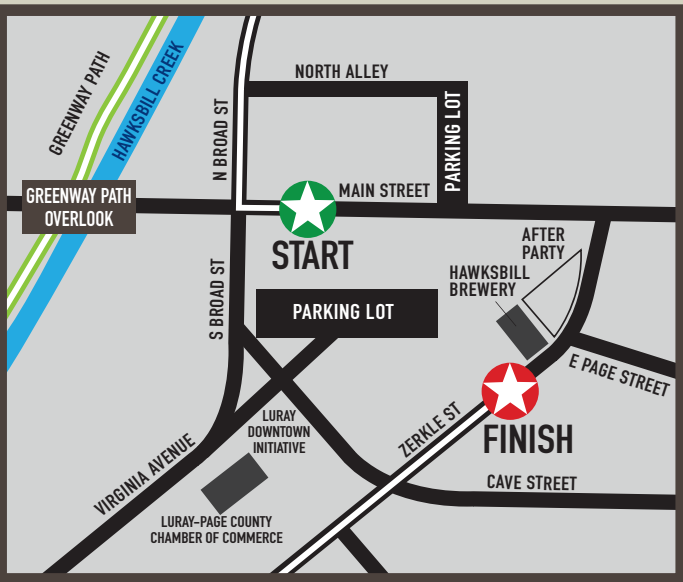 NORTH ALLEY
GREENWAY PATH
HAWKSBILL CREEK
N BROAD ST
PARKING LOT
MAIN STREET
GREENWAY PATH
OVERLOOK
START
AFTER
PARTY
HAWKSBILL
BREWERY
S BROAD ST
PARKING LOT
E PAGE STREET
ZERKLE ST
FINISH
LURAY
DOWNTOWN
INITIATIVE
VIRGINIA AVENUE
CAVE STREET
LURAY-PAGE COUNTY
CHAMBER OF COMMERCE